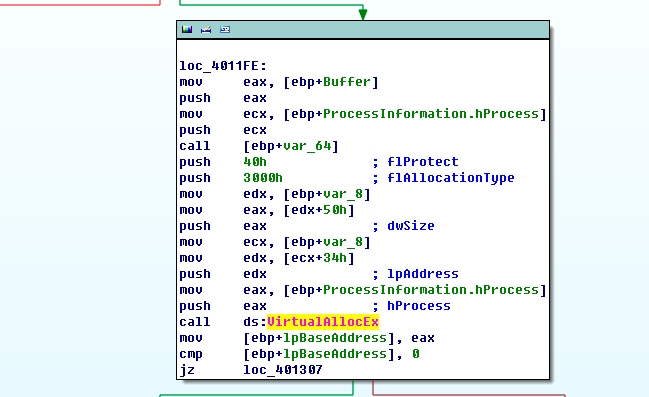 loc_4011FE:
mov eax, [ebp+Buffer]
push eax
mov ecx, [ebp+ProcessInformation.hProcess]
push ecx
call [ebp+var_64]
push 40h ; flProtect
push 3000h ; flAllocationType
mov edx, [ebp+var_8]
mov eax, [edx+50h]
push eax ; dwSize
mov ecx, [ebp+var_8]
mov edx, [ecx+34h]
push edx ; lpAddress
mov eax, [ebp+ProcessInformation.hProcess]
push eax ; hProcess
call ds:VirtualAllocEx
mov [ebp+lpBaseAddress], eax
cmp [ebp+lpBaseAddress], 0
jz loc_401307